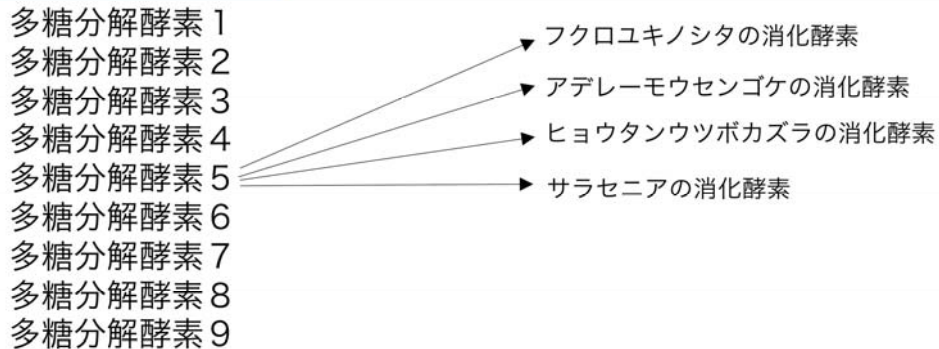 多糖分解酵素1
多糖分解酵素2
多糖分解酵素3
多糖分解酵素4
多糖分解酵素5
多糖分解酵素6
多糖分解酵素7
多糖分解酵素8
多糖分解酵素9
フクロユキノシタの消化酵素
アデレーモウセンゴケの消化酵素
ヒョウタンウツボカズラの消化酵素
サラセニアの消化酵素